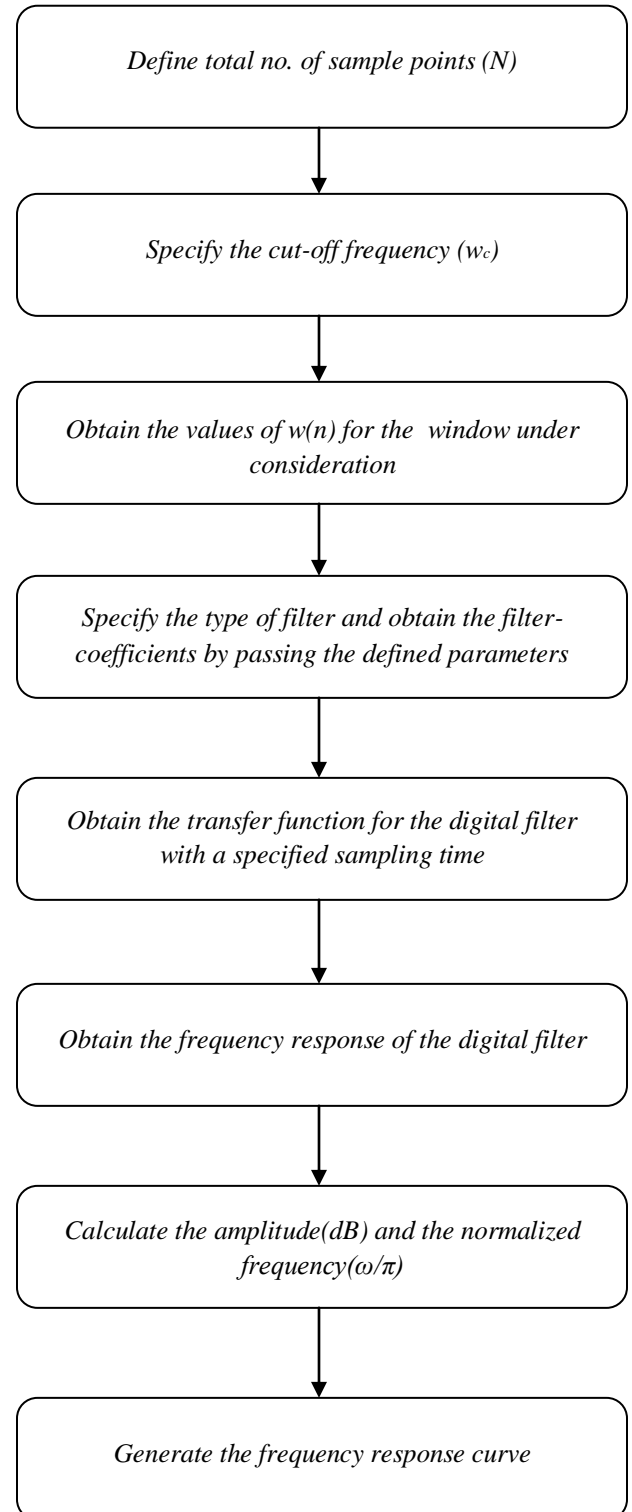 Define total no. of sample points (N)
Specify the cut-off frequency (wc)
Obtain the values of w(n) for the window under
consideration
Specify the type of filter and obtain the filter-
coefficients by passing the defined parameters
Obtain the transfer function for the digital filter
with a specified sampling time
Obtain the frequency response of the digital filter
Calculate the amplitude(dB) and the normalized
frequency(ω/π)
Generate the frequency response curve